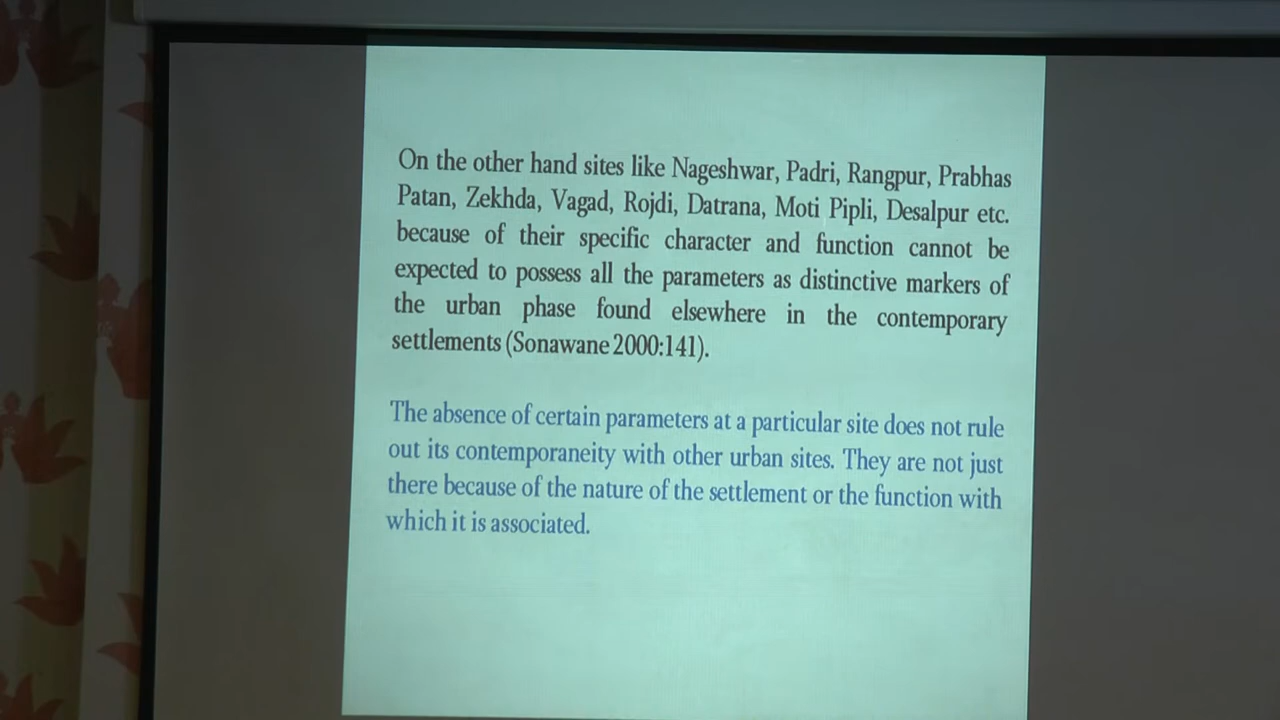 On the other hand sites like Nageshwar, Padri, Rangpur, Prabhas
Patan, Zekhda, Vagad, Rojdi, Datrana, Moti Pipli, Desalpur etc.
because of their specific character and function cannot be
expected to possess all the parameters as distinctive markers of
the urban phase found elsewhere in the contemporary
settlements (Sonawane 2000:141).
The absence of certain parameters at a particular site does not rule
out its contemporaneity with other urban sites. They are not just
there because of the nature of the settlement or the function with
which it is associated.